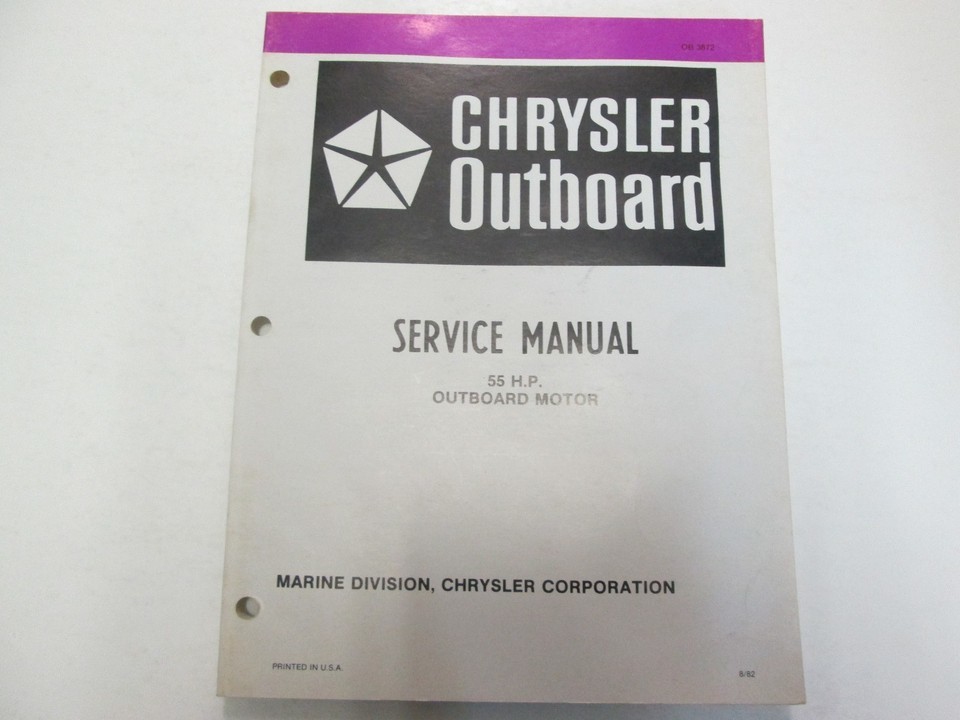 OB 3872
CHRYSLER
Outboard
SERVICE MANUAL
55 H.P.
OUTBOARD MOTOR
MARINE DIVISION, CHRYSLER CORPORATION
PRINTED IN U.S.A.
8/82